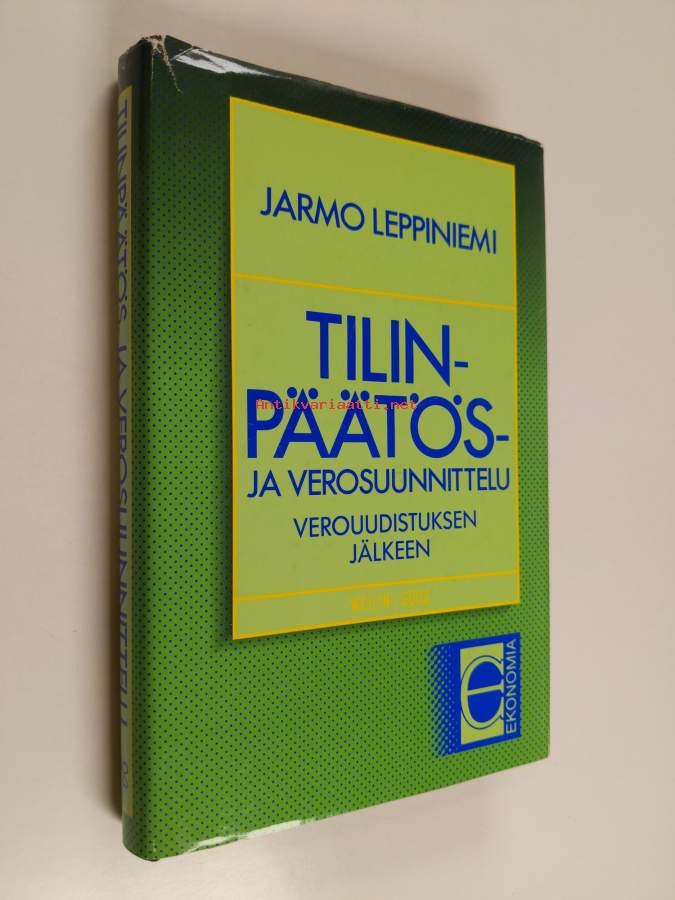 JARMO LEPPINIEMI
TILIN-
PÄÄTÖS-
Antikvariaatti.net
JA VEROSUUNNITTELU
VEROUUDISTUKSEN
JÄLKEEN
EKONOMIA
TILINPÄÄTÖS- JA VEROSUUNNITTELU